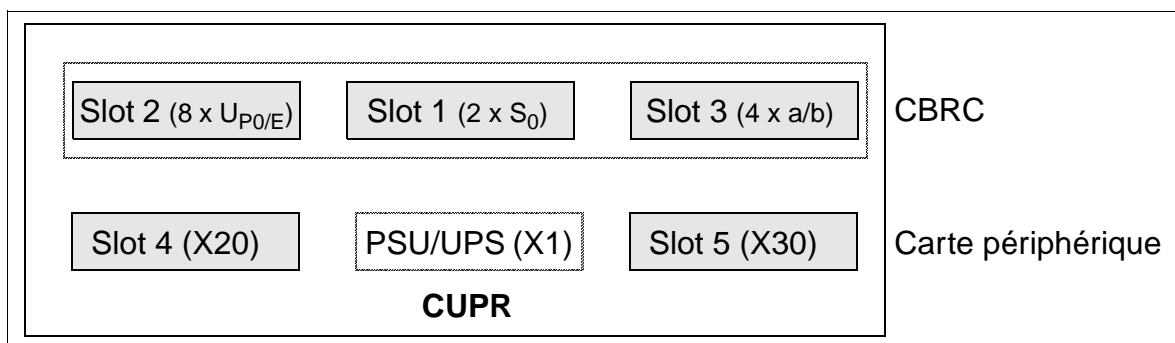 Slot 2 (8 x UP0/E) Slot 1 (2 x S0) Slot 3 (4 x a/b) CBRC
Slot 4 (X20) PSU/UPS (X1) Slot 5 (X30) Carte périphérique
CUPR